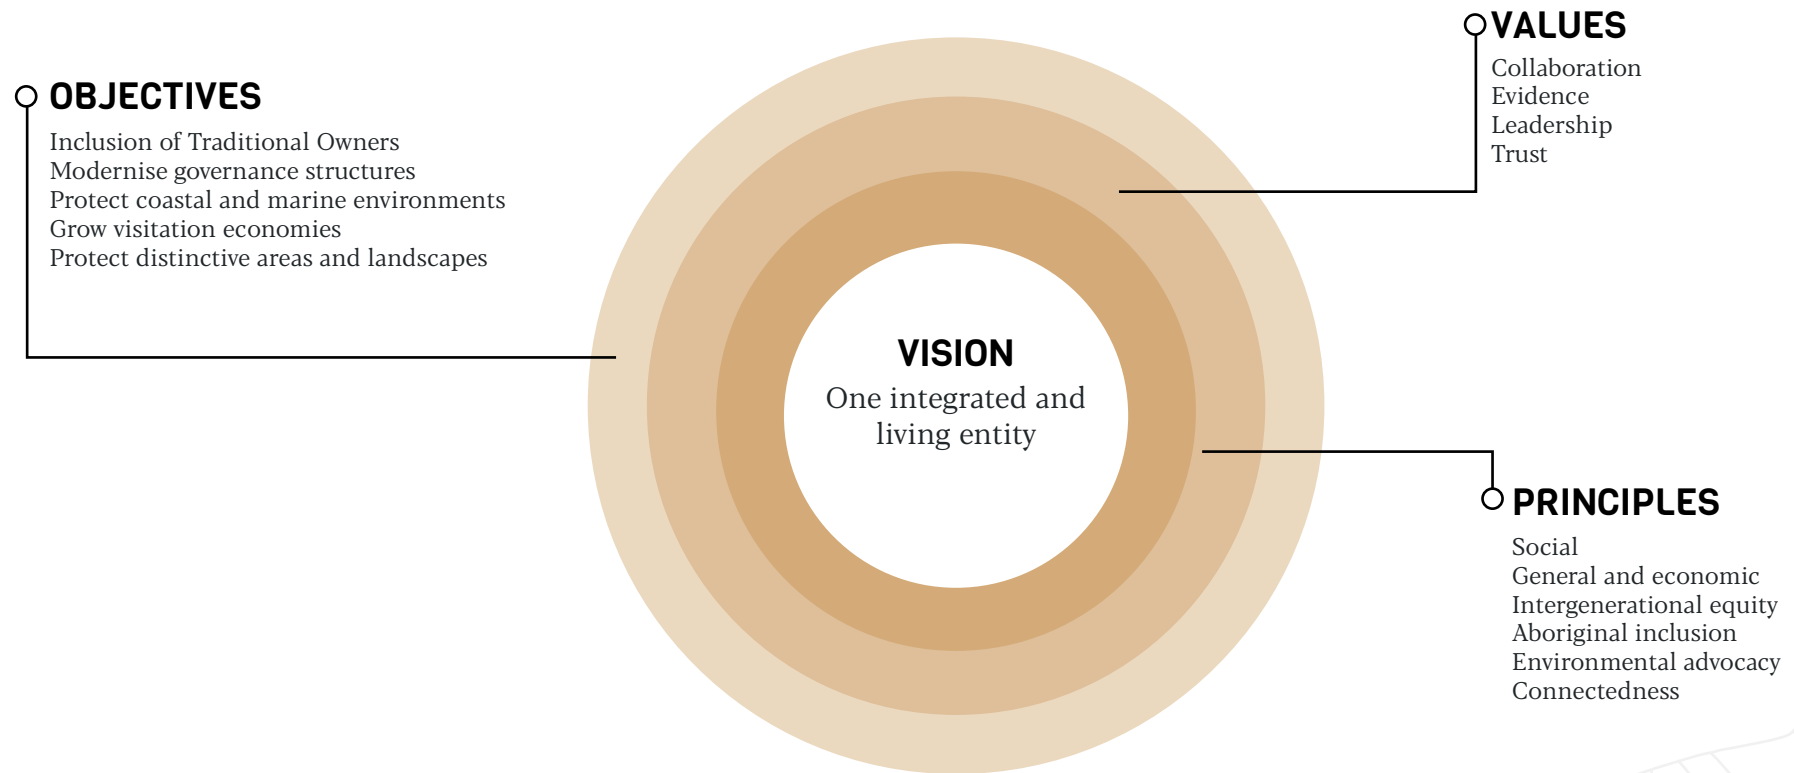 OBJECTIVES
Inclusion of Traditional Owners
Modernise governance structures
Protect coastal and marine environments
Grow visitation economies
Protect distinctive areas and landscapes
VISION
One integrated and
living entity
VALUES
Collaboration
Evidence
Leadership
Trust
PRINCIPLES
Social
General and economic
Intergenerational equity
Aboriginal inclusion
Environmental advocacy
Connectedness